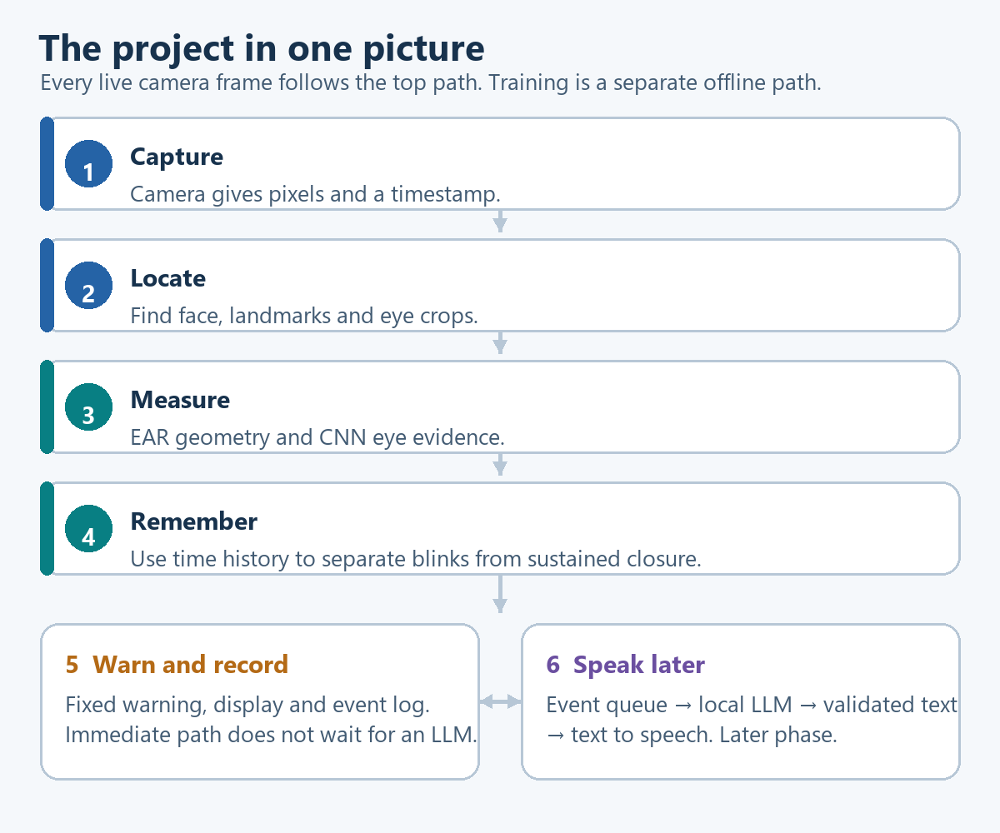 The project in one picture
Every live camera frame follows the top path. Training is a separate offline path.
1
Capture
Camera gives pixels and a timestamp.
2
Locate
Find face, landmarks and eye crops.
3
Measure
EAR geometry and CNN eye evidence.
4
Remember
Use time history to separate blinks from sustained closure.
5 Warn and record
Fixed warning, display and event log.
Immediate path does not wait for an LLM.
6 Speak later
Event queue → local LLM → validated text
→ text to speech. Later phase.